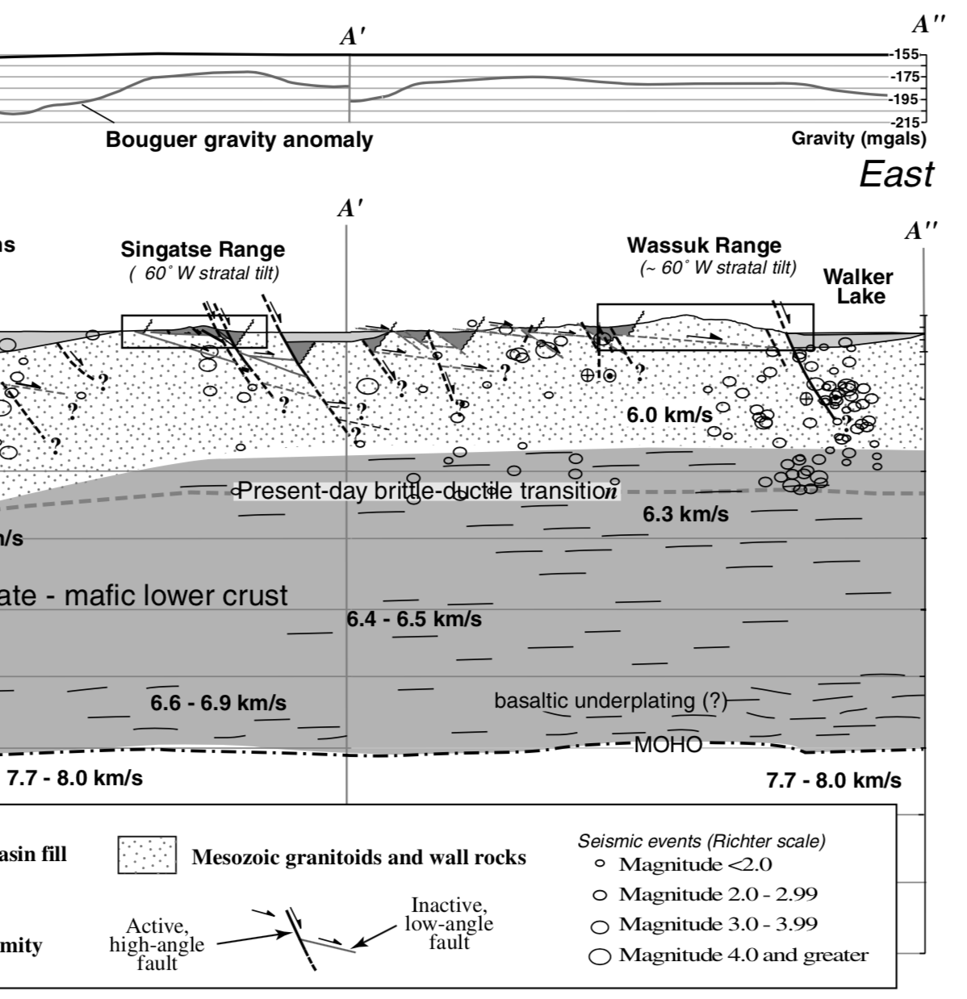 A′
A″
-155
-175
-195
-215
Bouguer gravity anomaly
Gravity (mgals)
East
A′
A″
ns
Singatse Range
( 60° W stratal tilt)
Wassuk Range
(~ 60° W stratal tilt)
Walker
Lake
?
?
?
?
?
?
?
?
?
?
?
?
6.0 km/s
Present-day brittle-ductile transition
6.3 km/s
n/s
ate - mafic lower crust
6.4 - 6.5 km/s
6.6 - 6.9 km/s
basaltic underplating (?)
MOHO
7.7 - 8.0 km/s
7.7 - 8.0 km/s
asin fill
Mesozoic granitoids and wall rocks
Seismic events (Richter scale)
Magnitude <2.0
Magnitude 2.0 - 2.99
Magnitude 3.0 - 3.99
Magnitude 4.0 and greater
mity
Active,
high-angle
fault
Inactive,
low-angle
fault